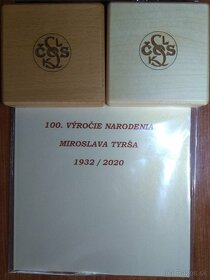 100. VÝROČIE NARODENIA
MIROSLAVA TYRŠA
1932 / 2020